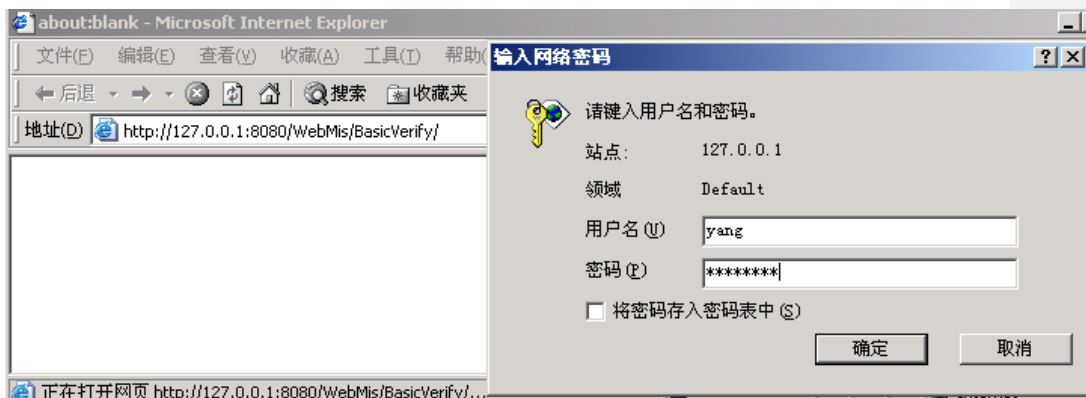 about:blank - Microsoft Internet Explorer
文件(F) 编辑(E) 查看(V) 收藏(A) 工具(T) 帮助(
后退 搜索 收藏夹
地址(D) http://127.0.0.1:8080/WebMis/BasicVerify/
输入网络密码
请键入用户名和密码。
站点: 127.0.0.1
领域 Default
用户名(U) yang
密码(P) ********
将密码存入密码表中(S)
确定 取消
正在打开网页 http://127.0.0.1:8080/WebMis/BasicVerify/...